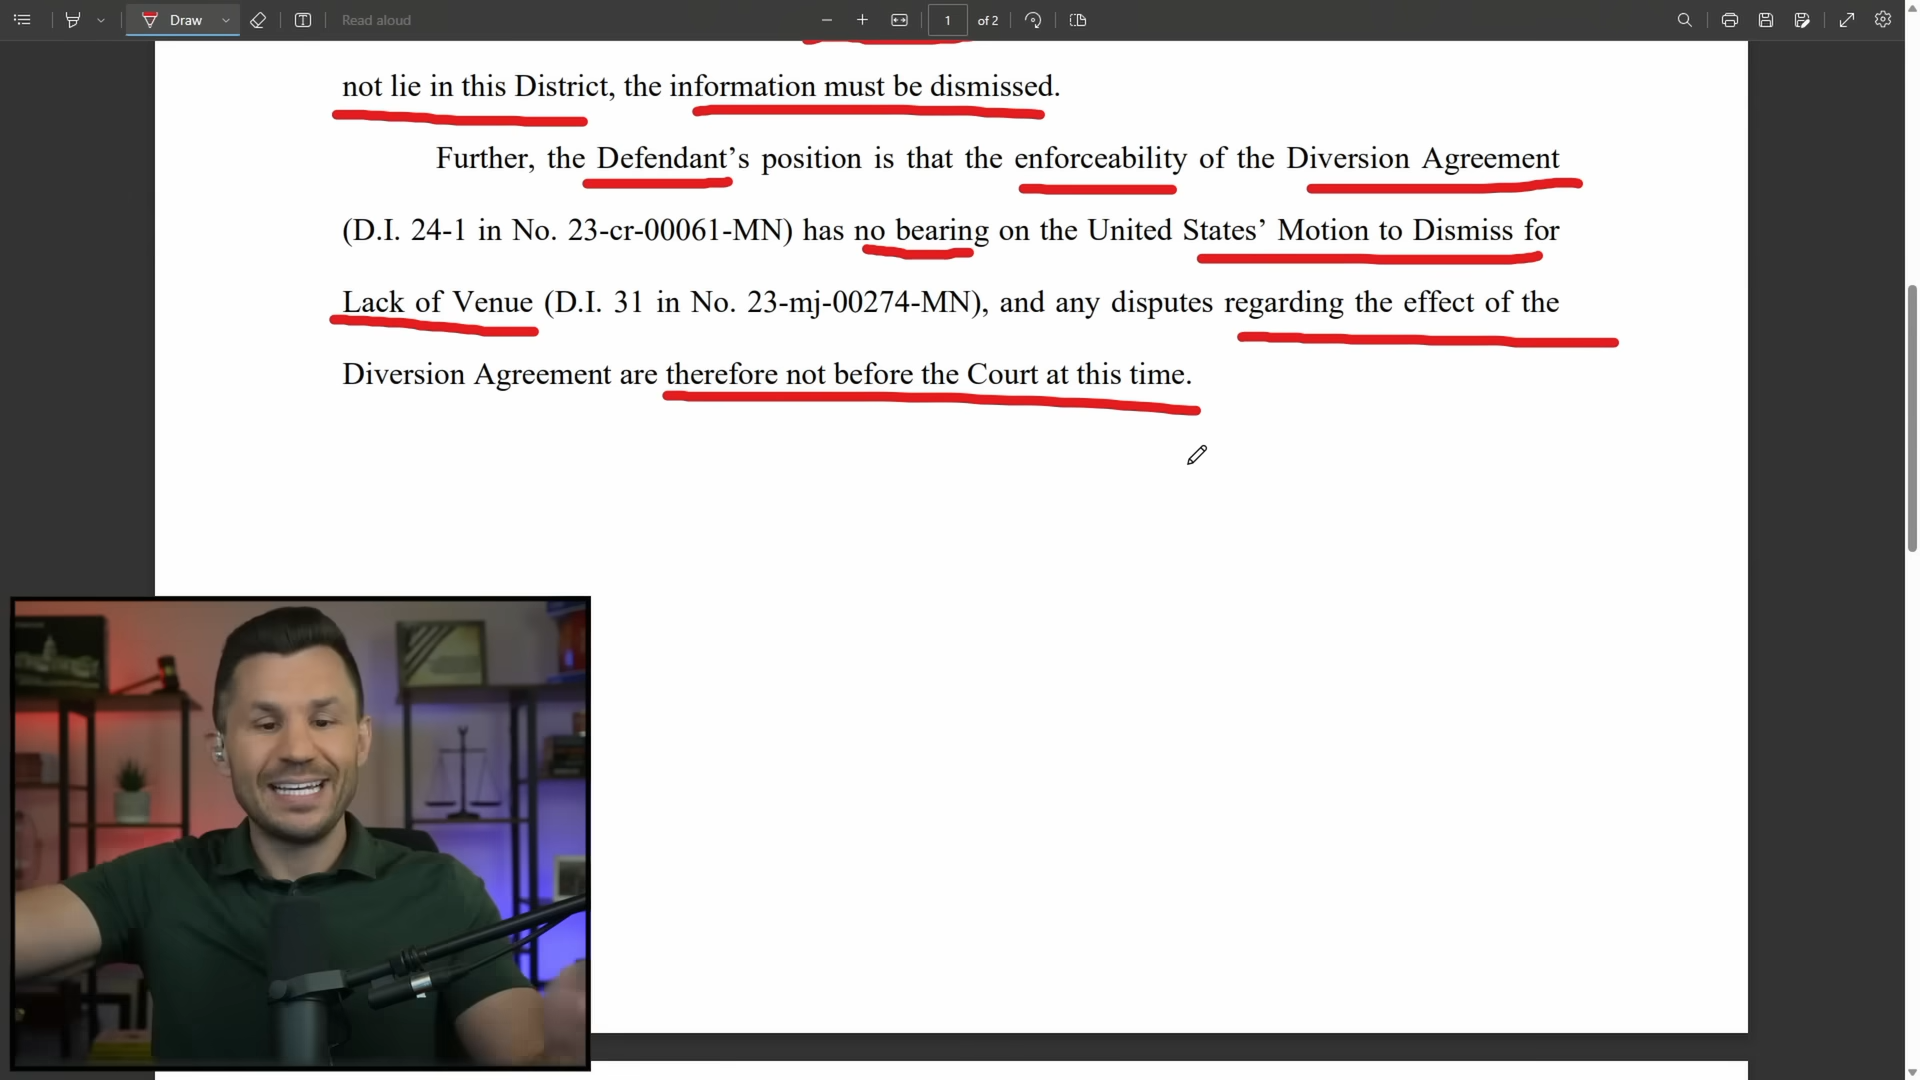 Draw
Read aloud
1
of 2
not lie in this District, the information must be dismissed.
Further, the Defendant’s position is that the enforceability of the Diversion Agreement
(D.I. 24-1 in No. 23-cr-00061-MN) has no bearing on the United States’ Motion to Dismiss for
Lack of Venue (D.I. 31 in No. 23-mj-00274-MN), and any disputes regarding the effect of the
Diversion Agreement are therefore not before the Court at this time.